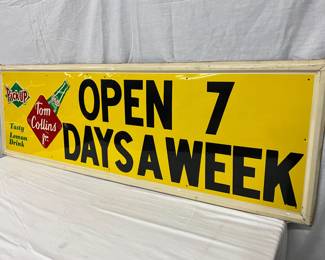 PICK UP
Tom
Collins
Jr.
Tasty
Lemon
Drink
OPEN 7
DAYS A WEEK